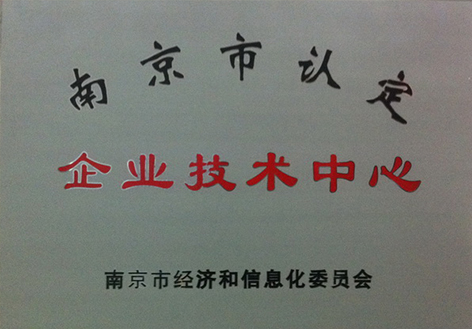 南京市认定
企业技术中心
南京市经济和信息化委员会